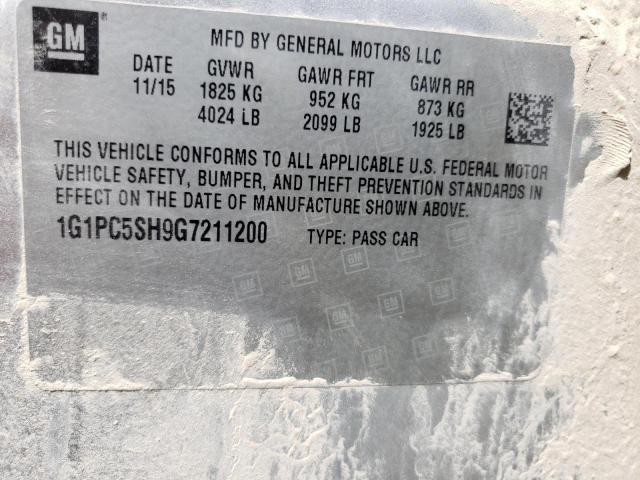 GM
MFD BY GENERAL MOTORS LLC
DATE GVWR GAWR FRT GAWR RR
11/15 1825 KG 952 KG 873 KG
4024 LB 2099 LB 1925 LB
THIS VEHICLE CONFORMS TO ALL APPLICABLE U.S. FEDERAL MOTOR
VEHICLE SAFETY, BUMPER, AND THEFT PREVENTION STANDARDS IN
EFFECT ON THE DATE OF MANUFACTURE SHOWN ABOVE.
1G1PC5SH9G7211200 TYPE: PASS CAR